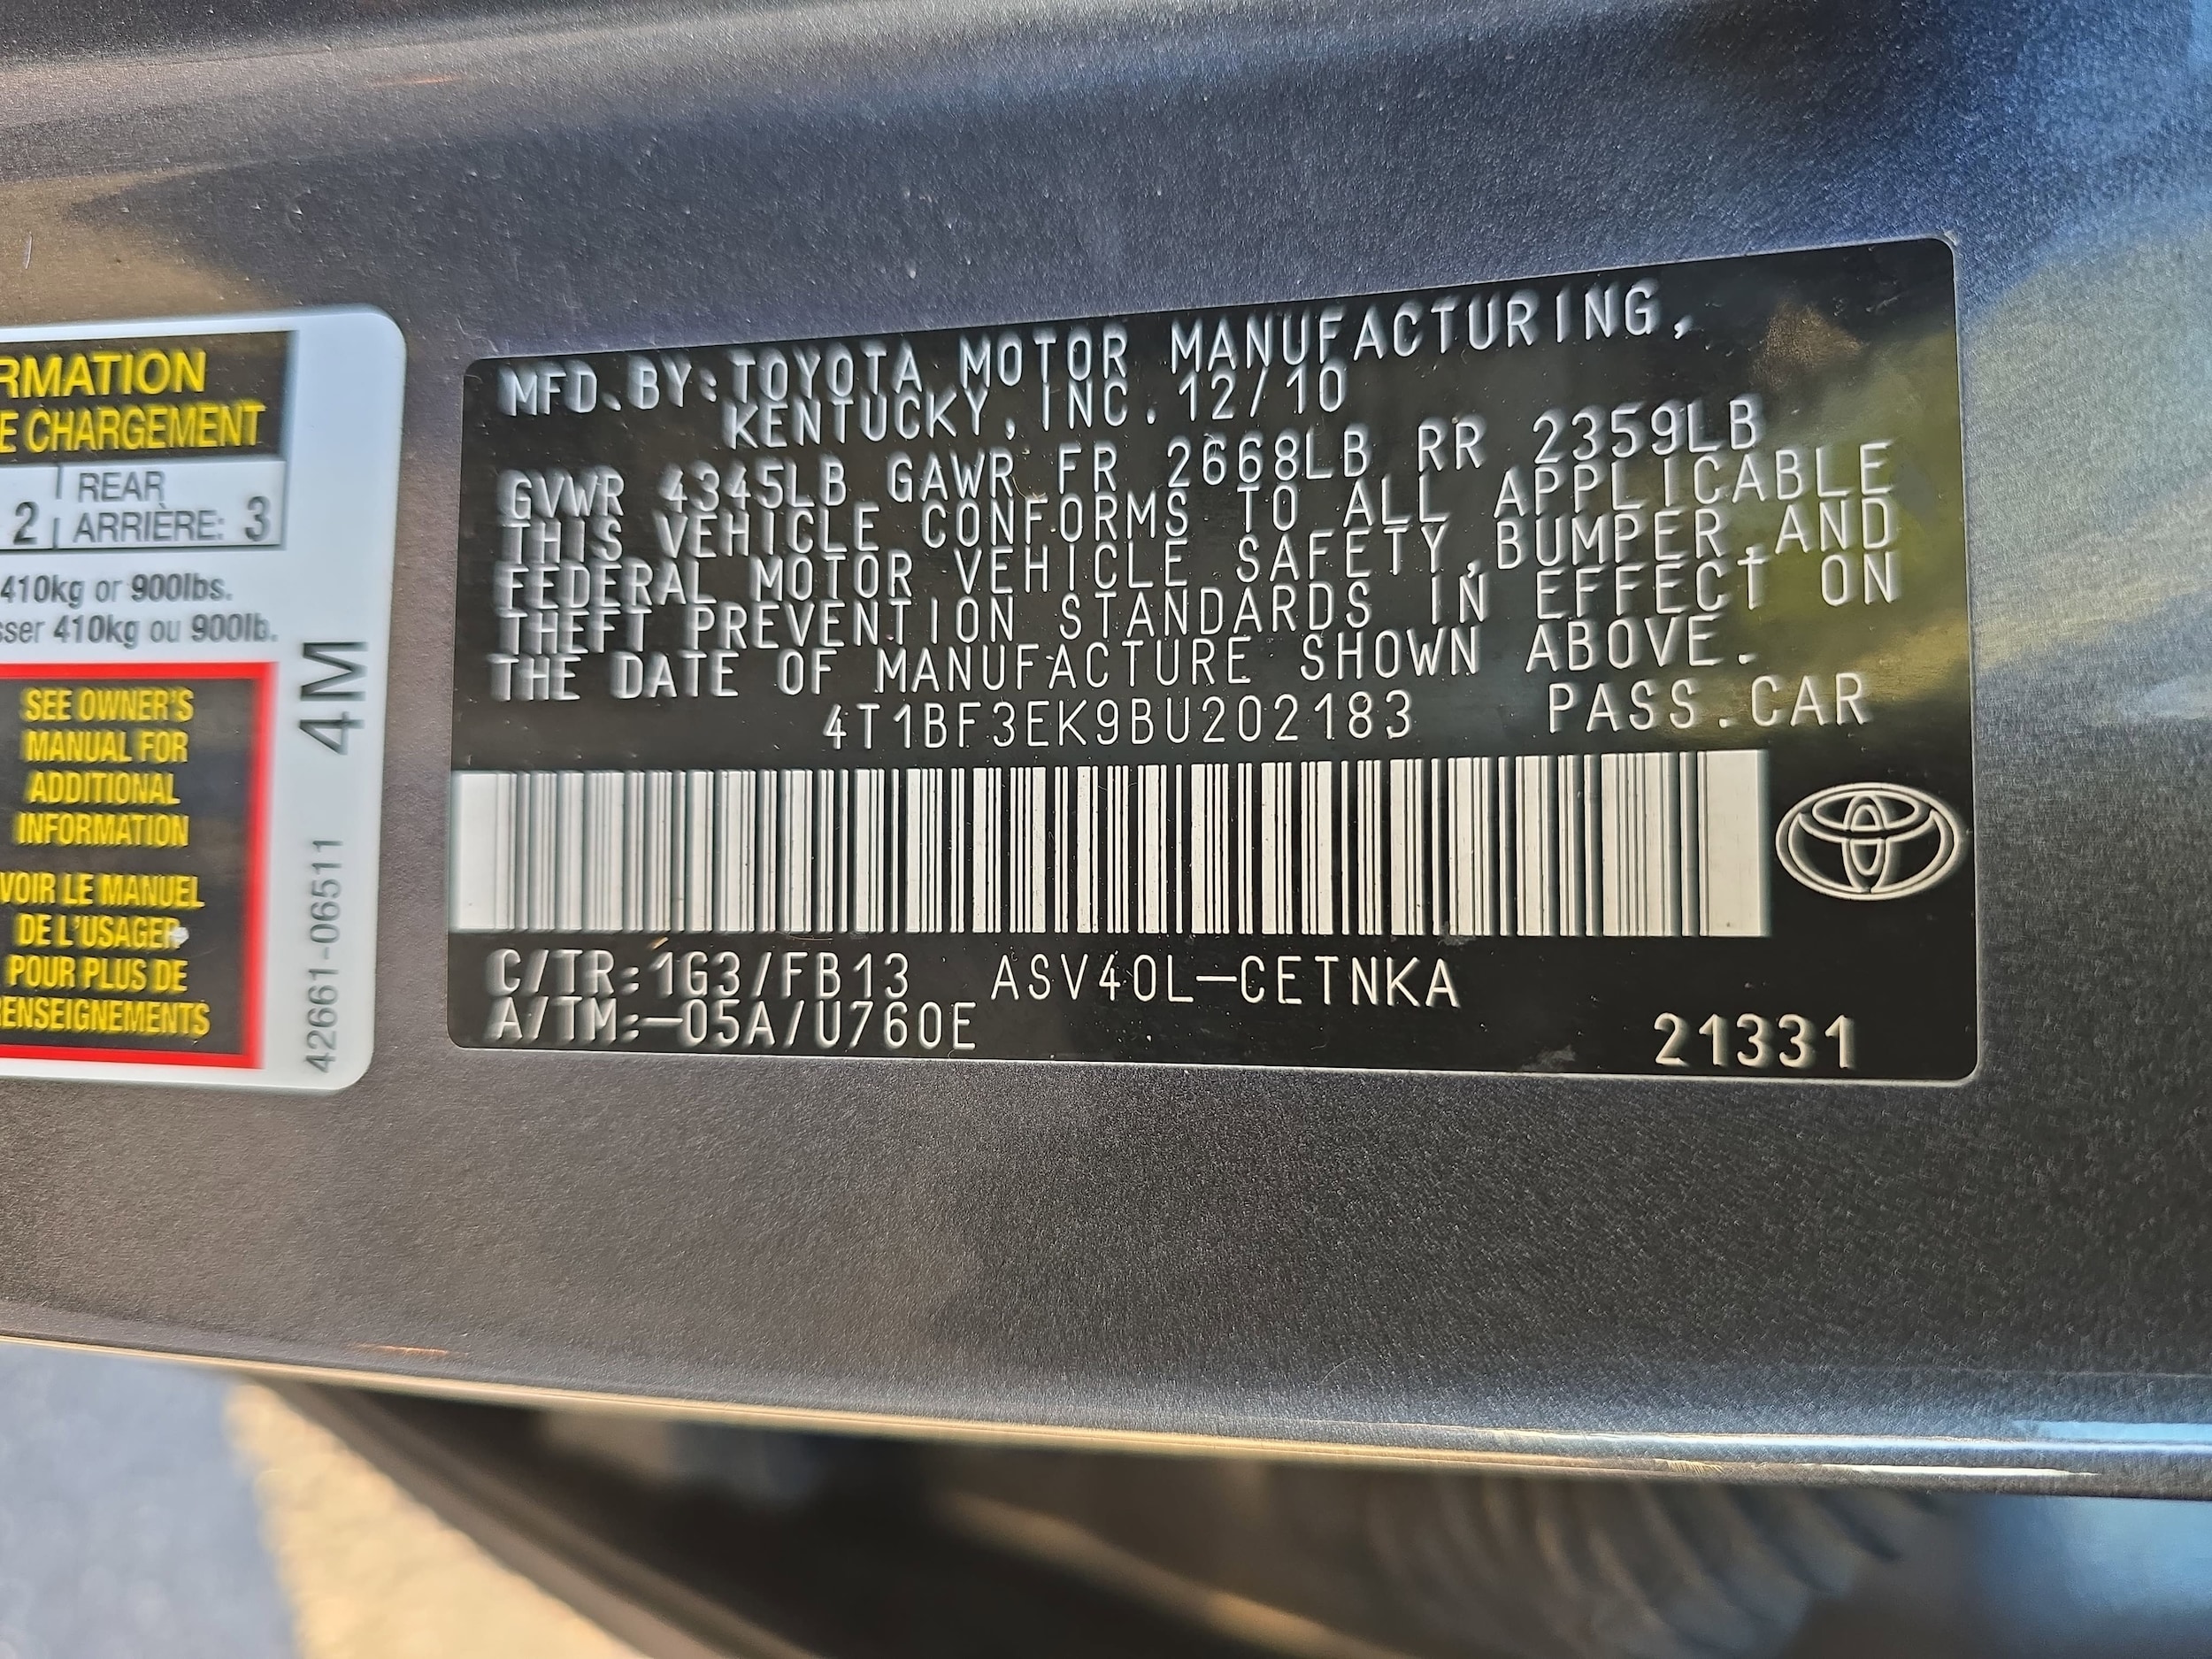 RMATION
E CHARGEMENT
2 REAR
ARRIÈRE: 3
410kg or 900lbs.
sser 410kg ou 900lb.
SEE OWNER'S
MANUAL FOR
ADDITIONAL
INFORMATION
VOIR LE MANUEL
DE L'USAGER
POUR PLUS DE
RENSEIGNEMENTS
4M
42661-06511
MFD.BY:TOYOTA MOTOR MANUFACTURING,
KENTUCKY,INC.12/10
GVWR 4345LB GAWR FR 2668LB RR 2359LB
THIS VEHICLE CONFORMS TO ALL APPLICABLE
FEDERAL MOTOR VEHICLE SAFETY,BUMPER,AND
THEFT PREVENTION STANDARDS IN EFFECT ON
THE DATE OF MANUFACTURE SHOWN ABOVE.
4T1BF3EK9BU202183 PASS.CAR
C/TR:1G3/FB13 ASV40L-CETNKA
A/TM:-05A/U760E
21331